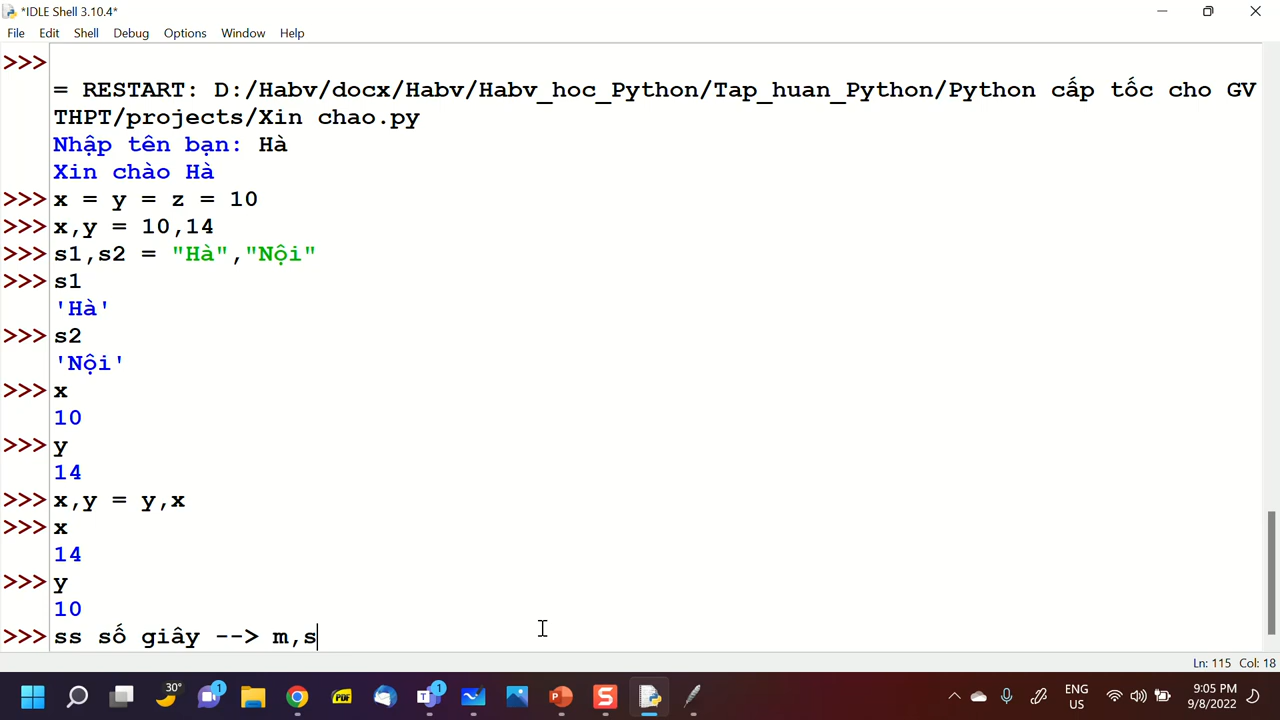 *IDLE Shell 3.10.4*
File Edit Shell Debug Options Window Help
>>>
= RESTART: D:/Habv/docx/Habv/Habv_hoc_Python/Tap_huan_Python/Python cấp tốc cho GV
THPT/projects/Xin chao.py
Nhập tên bạn: Hà
Xin chào Hà
>>> x = y = z = 10
>>> x,y = 10,14
>>> s1,s2 = "Hà","Nội"
>>> s1
'Hà'
>>> s2
'Nội'
>>> x
10
>>> y
14
>>> x,y = y,x
>>> x
14
>>> y
10
>>> ss số giây --> m,s
Ln: 115 Col: 18
30° 1 PDF T 1 P S ENG 9:05 PM
US 9/8/2022